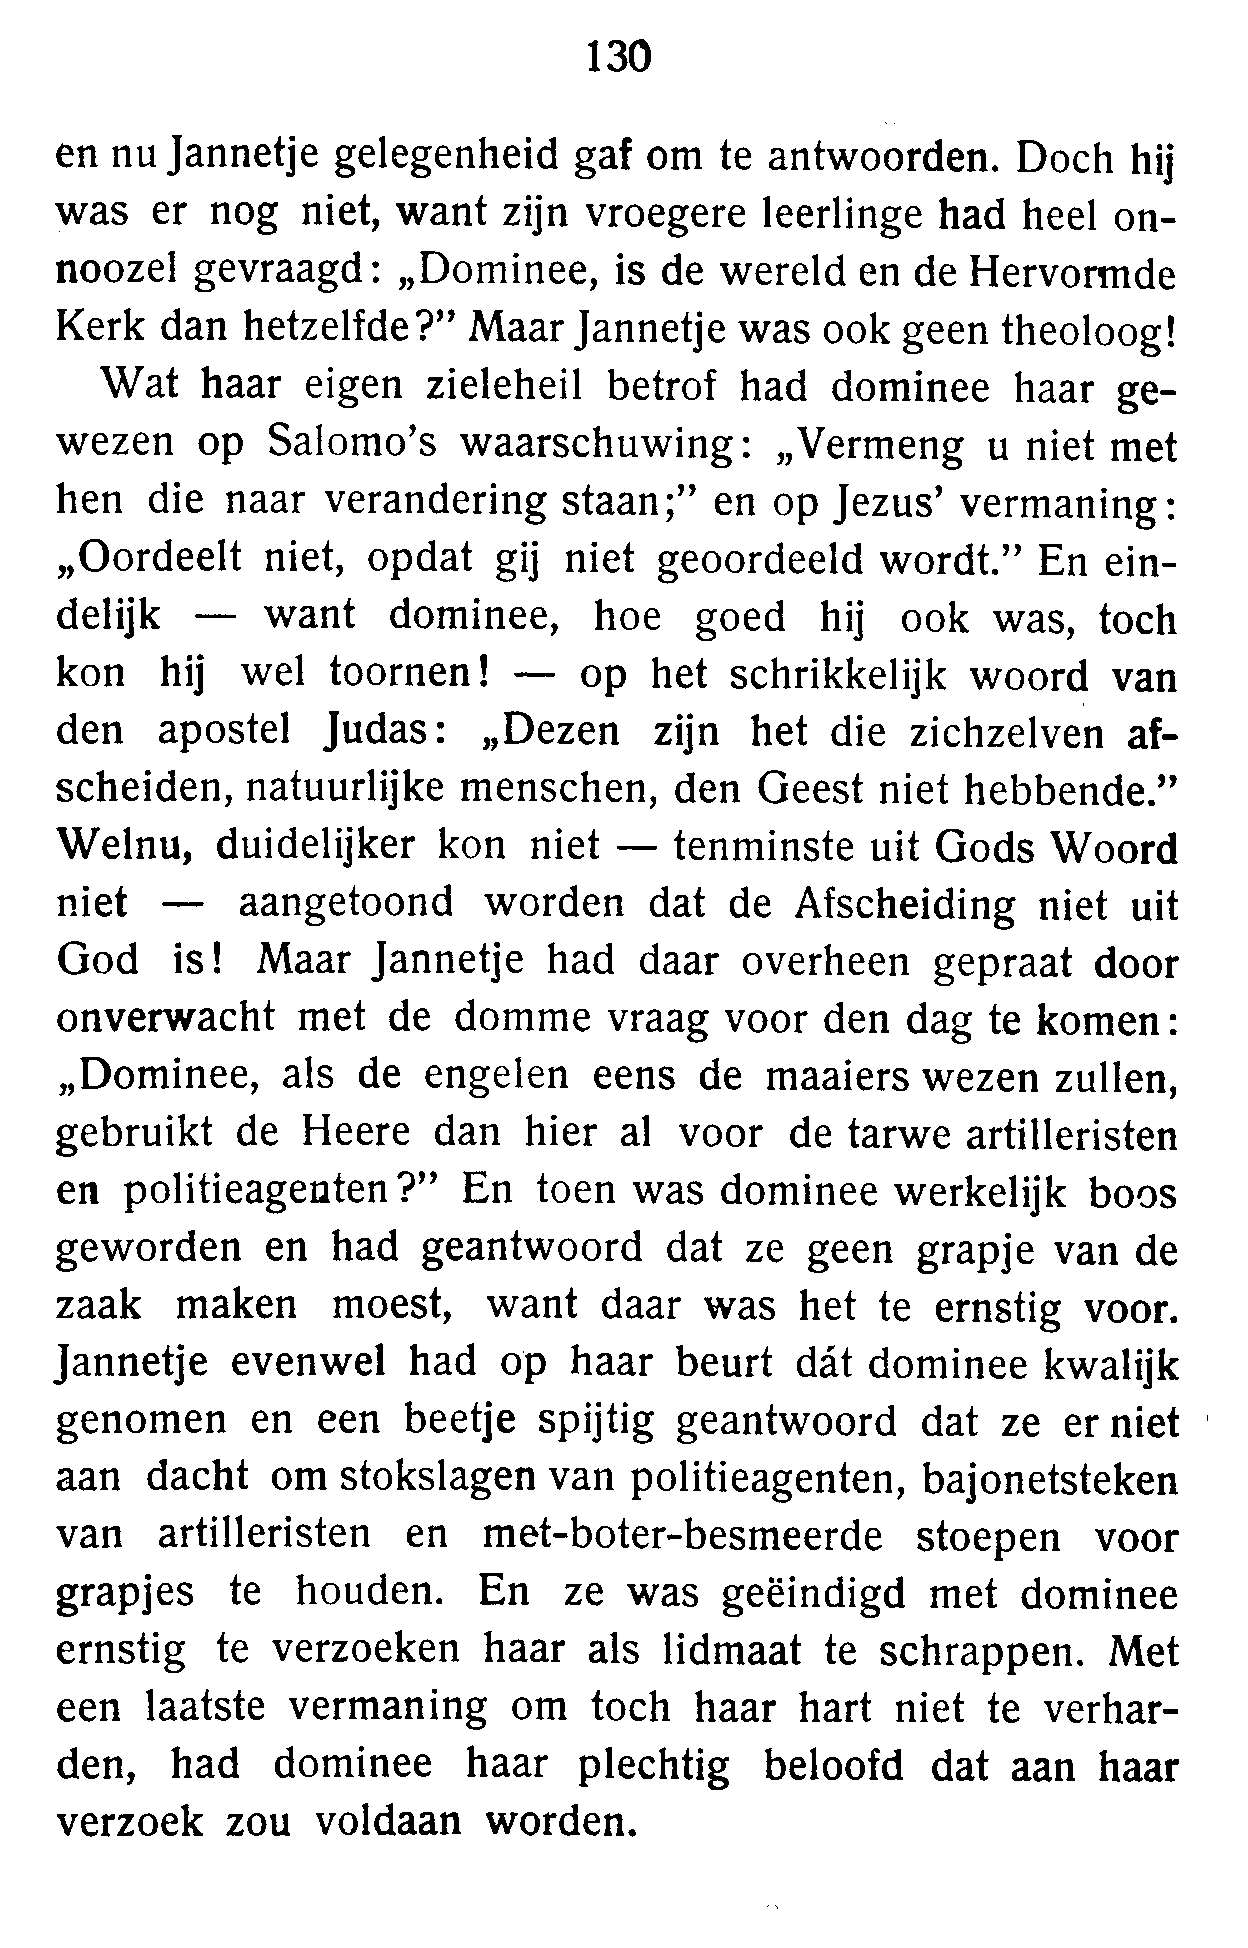 130
en nu Jannetje gelegenheid gaf om te antwoorden. Doch hij
was er nog niet, want zijn vroegere leerlinge had heel on-
noozel gevraagd: „Dominee, is de wereld en de Hervormde
Kerk dan hetzelfde?” Maar Jannetje was ook geen theoloog!
Wat haar eigen zieleheil betrof had dominee haar ge-
wezen op Salomo’s waarschuwing: „Vermeng u niet met
hen die naar verandering staan;” en op Jezus’ vermaning:
„Oordeelt niet, opdat gij niet geoordeeld wordt.” En ein-
delijk — want dominee, hoe goed hij ook was, toch
kon hij wel toornen! — op het schrikkelijk woord van
den apostel Judas: „Dezen zijn het die zichzelven af-
scheiden, natuurlijke menschen, den Geest niet hebbende.”
Welnu, duidelijker kon niet — tenminste uit Gods Woord
niet — aangetoond worden dat de Afscheiding niet uit
God is! Maar Jannetje had daar overheen gepraat door
onverwacht met de domme vraag voor den dag te komen:
„Dominee, als de engelen eens de maaiers wezen zullen,
gebruikt de Heere dan hier al voor de tarwe artilleristen
en politieagenten?” En toen was dominee werkelijk boos
geworden en had geantwoord dat ze geen grapje van de
zaak maken moest, want daar was het te ernstig voor.
Jannetje evenwel had op haar beurt dát dominee kwalijk
genomen en een beetje spijtig geantwoord dat ze er niet
aan dacht om stokslagen van politieagenten, bajonetsteken
van artilleristen en met-boter-besmeerde stoepen voor
grapjes te houden. En ze was geëindigd met dominee
ernstig te verzoeken haar als lidmaat te schrappen. Met
een laatste vermaning om toch haar hart niet te verhar-
den, had dominee haar plechtig beloofd dat aan haar
verzoek zou voldaan worden.